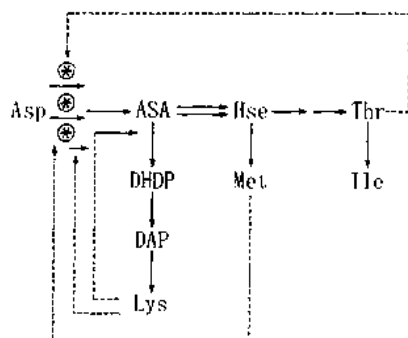 Asp ASA Hse Thr
DHDP Met Ile
DAP
Lys